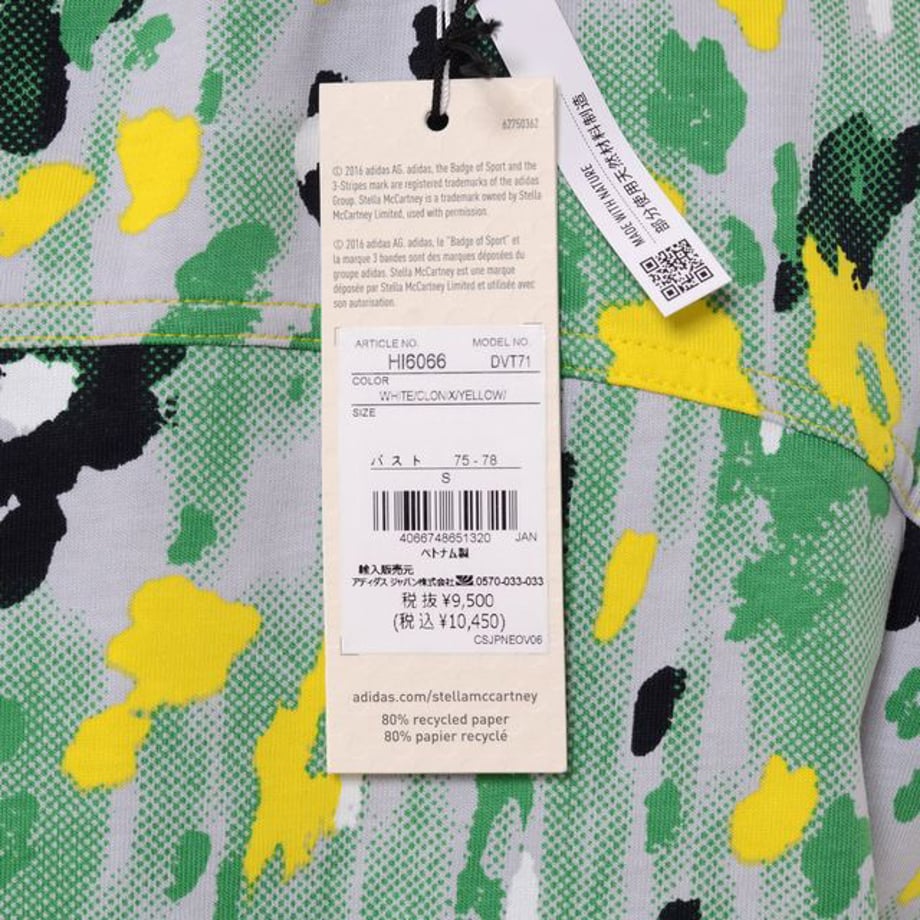 62750362
© 2016 adidas AG. adidas, the Badge of Sport and the
3-Stripes mark are registered trademarks of the adidas
Group. Stella McCartney is a trademark owned by Stella
McCartney Limited, used with permission.
© 2016 adidas AG. adidas, le "Badge of Sport" et
la marque 3 bandes sont des marques déposées du
groupe adidas. Stella McCartney est une marque
déposée par Stella McCartney Limited et utilisée avec
son autorisation.
ARTICLE NO. MODEL NO.
HI6066 DVT71
COLOR
WHITE/CLONIX/YELLOW/
SIZE
バスト 75-78
S
4066748651320 JAN
ベトナム製
輸入販売元
アディダス ジャパン株式会社 0570-033-033
税抜 ¥9,500
(税込 ¥10,450)
CSJPNEOV06
adidas.com/stellamccartney
80% recycled paper
80% papier recyclé
MADE WITH NATURE
部分使用天然材料制造